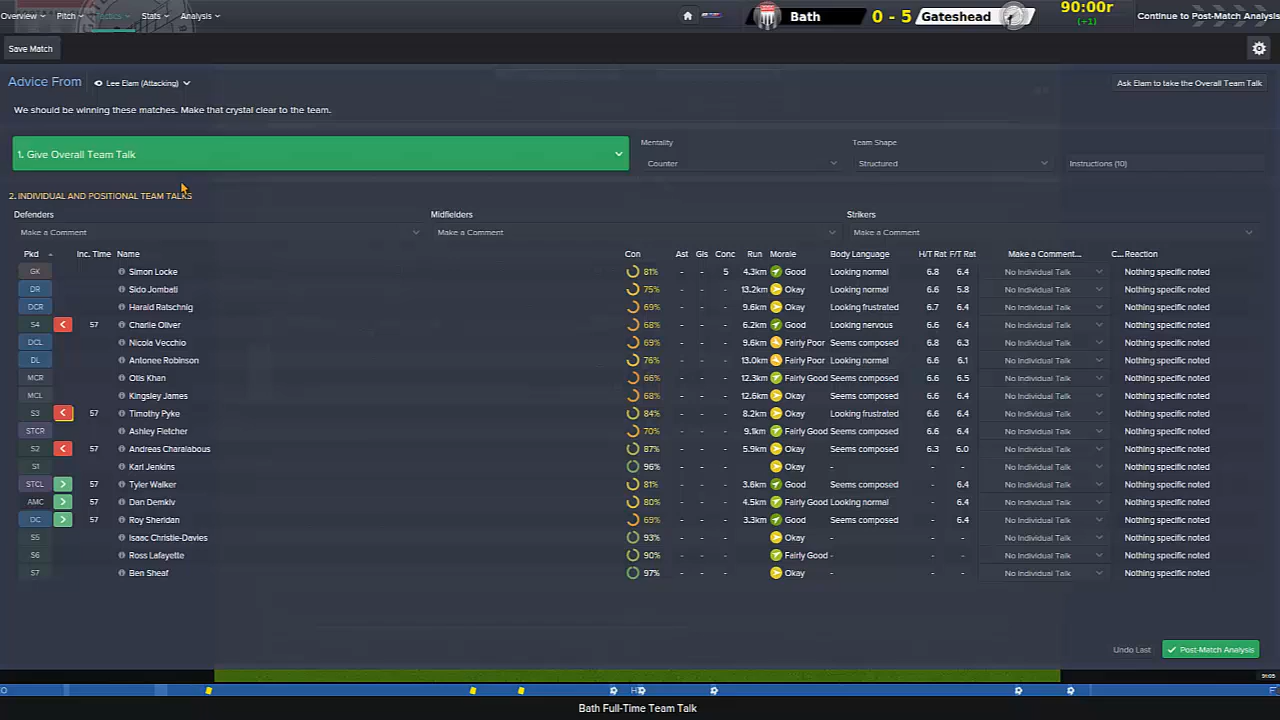 Overview Pitch Tactics Stats Analysis Bath 0 - 5 Gateshead 90:00r (+1) Continue to Post-Match Analysis
Save Match
Advice From Lee Elam (Attacking) Ask Elam to take the Overall Team Talk
We should be winning these matches. Make that crystal clear to the team.
1. Give Overall Team Talk Mentality Counter Team Shape Structured Instructions (10)
2. INDIVIDUAL AND POSITIONAL TEAM TALKS
Defenders Midfielders Strikers
Make a Comment Make a Comment Make a Comment
Pkd Inc. Time Name Con Ast Gls Conc Run Morale Body Language H/T Rat F/T Rat Make a Comment... C... Reaction
GK Simon Locke 81% - - 5 4.3km Good Looking normal 6.8 6.4 No Individual Talk Nothing specific noted
DR Sido Jombati 75% - - - 13.2km Okay Looking normal 6.6 5.8 No Individual Talk Nothing specific noted
DCR Harald Ratschnig 69% - - - 9.6km Okay Looking frustrated 6.7 6.4 No Individual Talk Nothing specific noted
S4 57 Charlie Oliver 68% - - - 6.2km Good Looking nervous 6.6 6.4 No Individual Talk Nothing specific noted
DCL Nicola Vecchio 69% - - - 9.6km Fairly Poor Seems composed 6.8 6.3 No Individual Talk Nothing specific noted
DL Antonee Robinson 76% - - - 13.0km Fairly Poor Looking normal 6.6 6.1 No Individual Talk Nothing specific noted
MCR Otis Khan 66% - - - 12.3km Fairly Good Seems composed 6.6 6.5 No Individual Talk Nothing specific noted
MCL Kingsley James 68% - - - 12.6km Okay Seems composed 6.6 6.4 No Individual Talk Nothing specific noted
S3 57 Timothy Pyke 84% - - - 8.2km Okay Looking frustrated 6.6 6.4 No Individual Talk Nothing specific noted
STCR Ashley Fletcher 70% - - - 9.1km Fairly Good Seems composed 6.6 6.4 No Individual Talk Nothing specific noted
S2 57 Andreas Charalabous 87% - - - 5.9km Okay Seems composed 6.3 6.0 No Individual Talk Nothing specific noted
S1 Karl Jenkins 96% - - - Okay - - - No Individual Talk Nothing specific noted
STCL 57 Tyler Walker 81% - - - 3.6km Good Seems composed - 6.4 No Individual Talk Nothing specific noted
AMC 57 Dan Demkiv 80% - - - 4.5km Fairly Good Looking normal - 6.4 No Individual Talk Nothing specific noted
DC 57 Roy Sheridan 69% - - - 3.3km Good Seems composed - 6.4 No Individual Talk Nothing specific noted
S5 Isaac Christie-Davies 93% - - - Okay - - - No Individual Talk Nothing specific noted
S6 Ross Lafayette 90% - - - Fairly Good - - - No Individual Talk Nothing specific noted
S7 Ben Sheaf 97% - - - Okay - - - No Individual Talk Nothing specific noted
Undo Last Post-Match Analysis
Bath Full-Time Team Talk